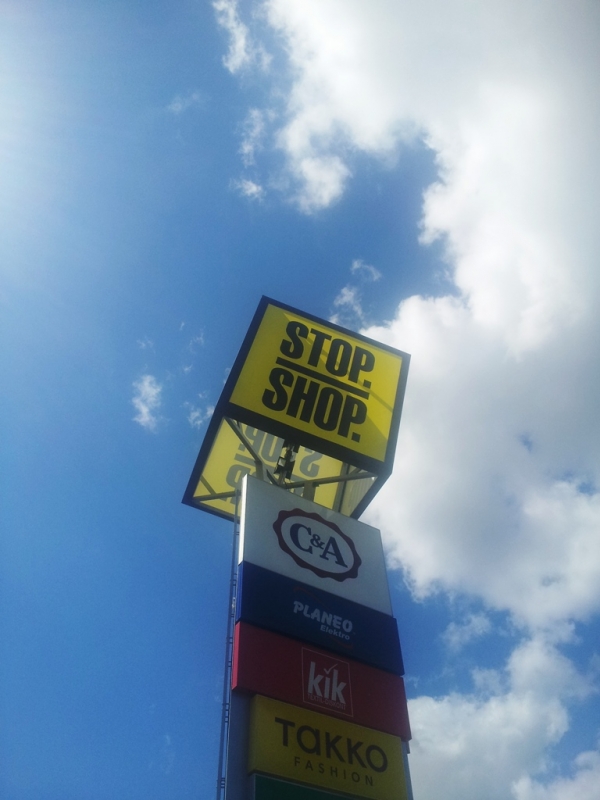 STOP.
SHOP.
C&A
PLANEO
Elektro
kik
TaKKO
FASHION